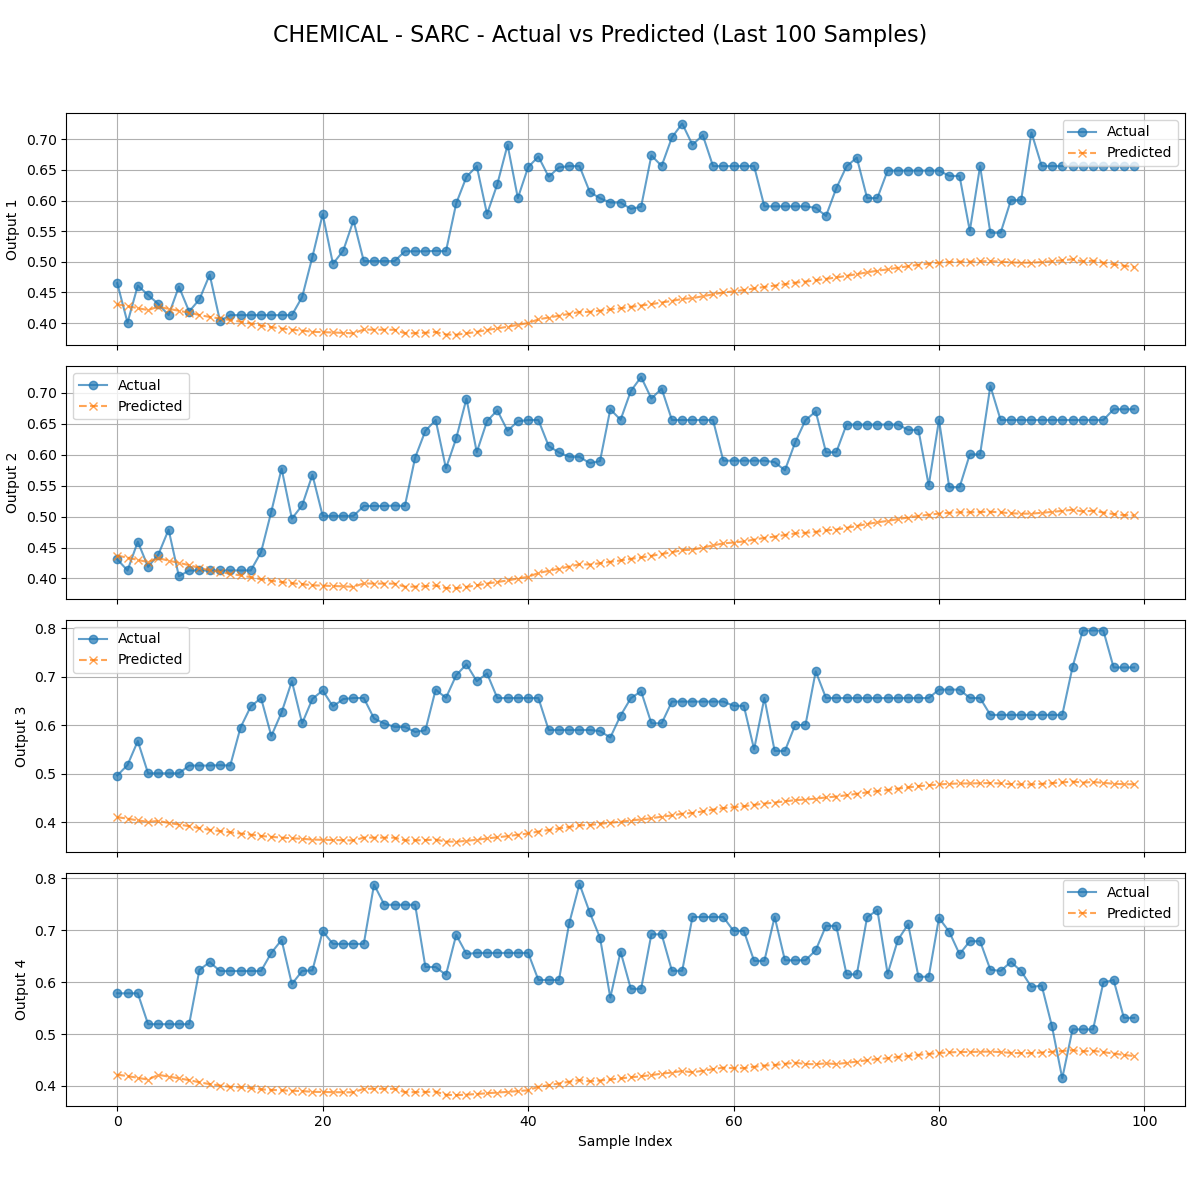 CHEMICAL - SARC - Actual vs Predicted (Last 100 Samples)
Output 1
0.70
0.65
0.60
0.55
0.50
0.45
0.40
Actual
Predicted
Output 2
0.70
0.65
0.60
0.55
0.50
0.45
0.40
Actual
Predicted
Output 3
0.8
0.7
0.6
0.5
0.4
Actual
Predicted
Output 4
0.8
0.7
0.6
0.5
0.4
Actual
Predicted
0 20 40 60 80 100
Sample Index